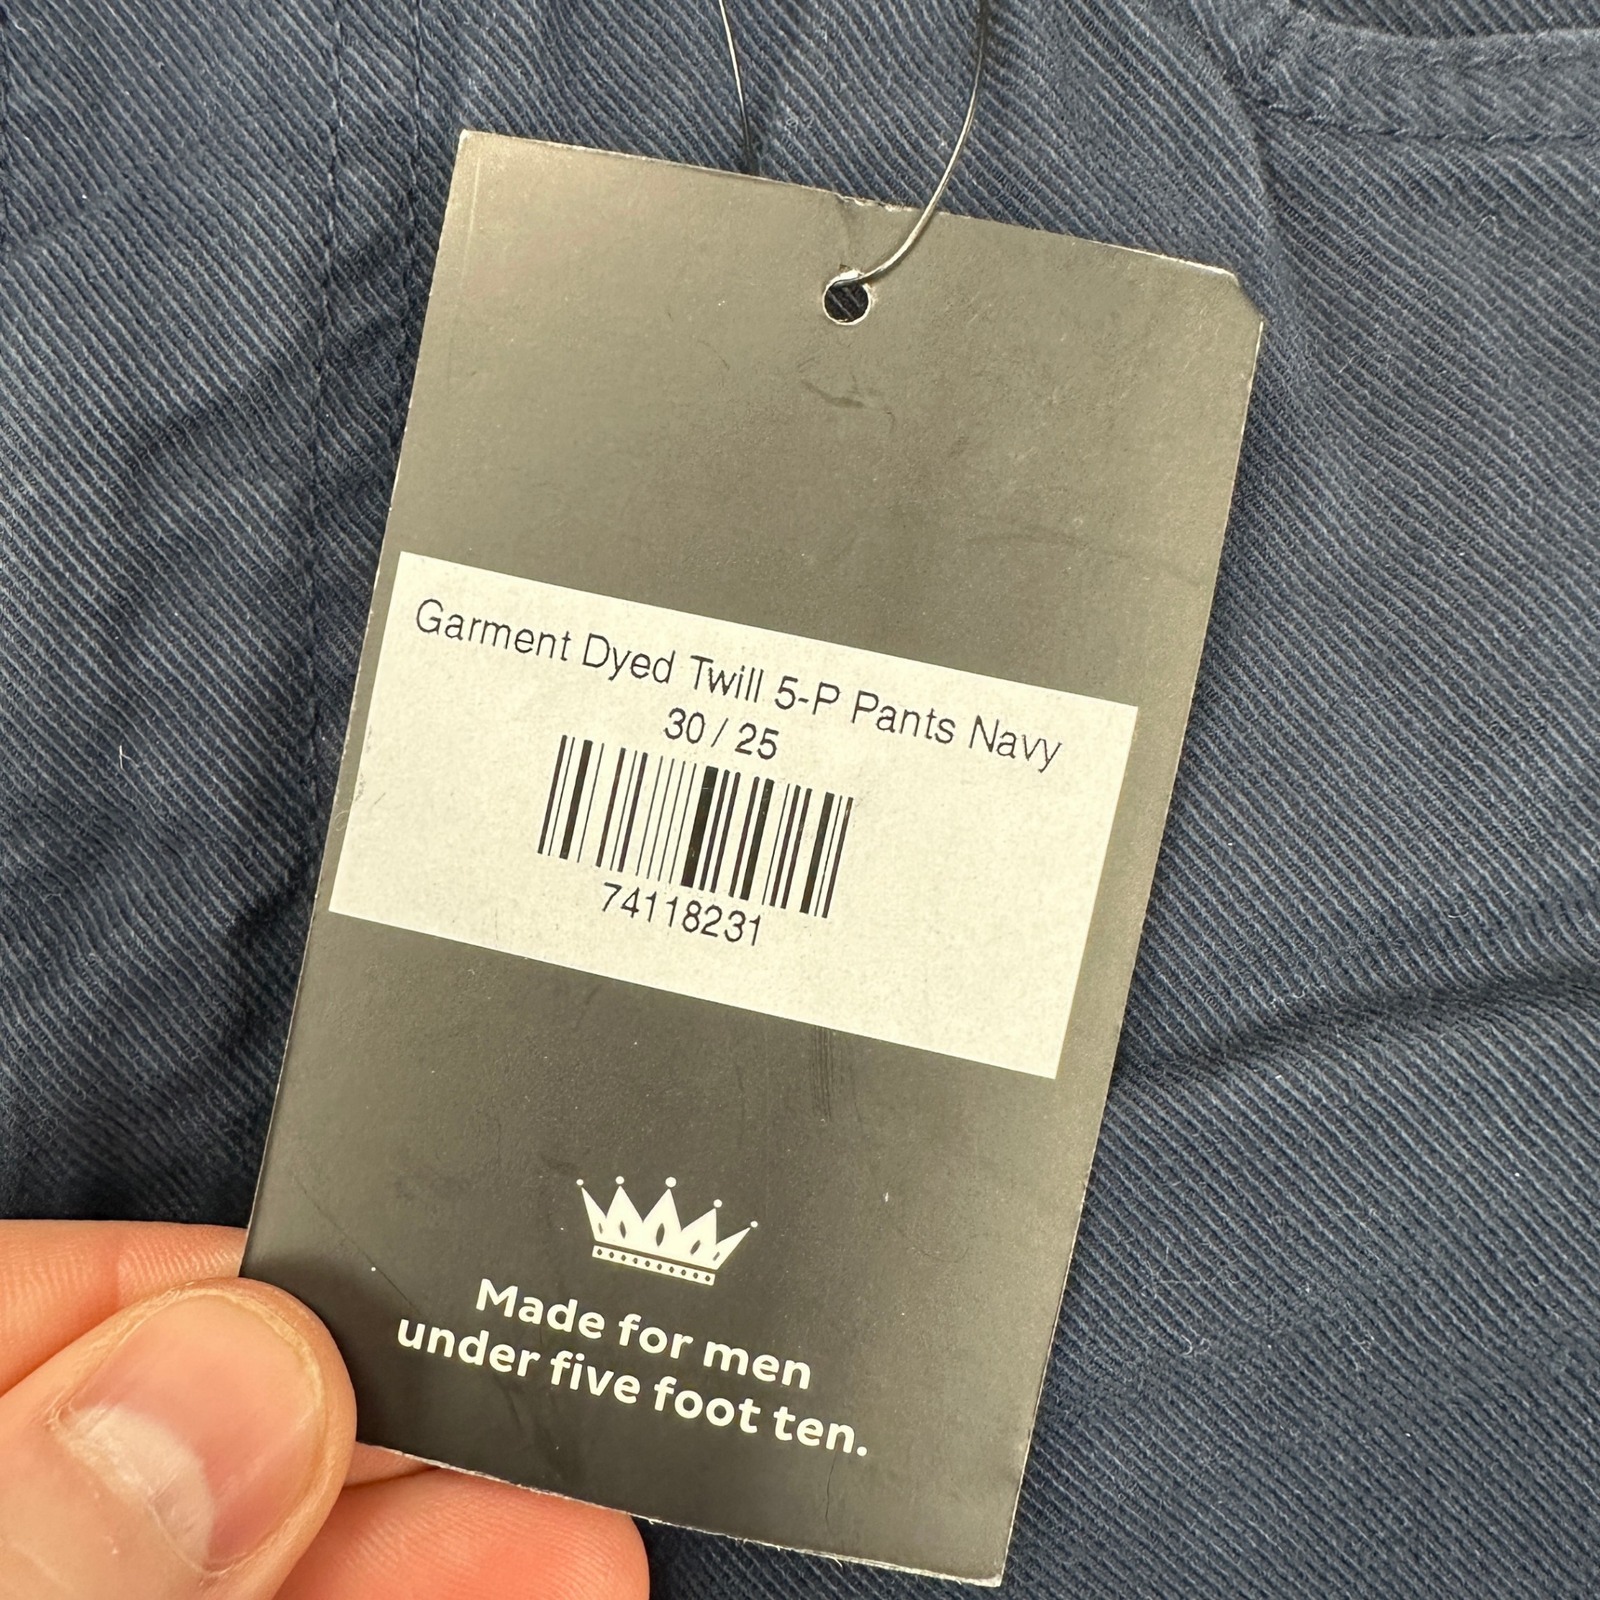 Garment Dyed Twill 5-P Pants Navy
30 / 25
74118231
Made for men
under five foot ten.